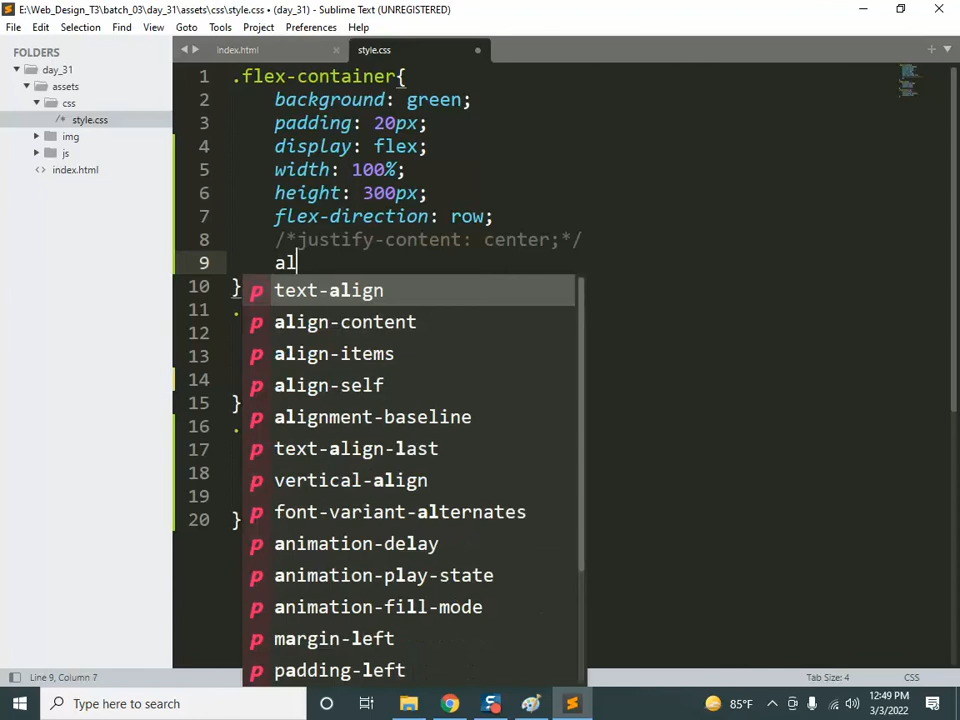 E:\Web_Design_T3\batch_03\day_31\assets\css\style.css • (day_31) - Sublime Text (UNREGISTERED)
File Edit Selection Find View Goto Tools Project Preferences Help
FOLDERS
day_31
assets
css
/* style.css
img
js
<> index.html
index.html
style.css
1 .flex-container{
2 background: green;
3 padding: 20px;
4 display: flex;
5 width: 100%;
6 height: 300px;
7 flex-direction: row;
8 /*justify-content: center;*/
9 al
10 }
11 .
12
13
14
15 }
16 .
17
18
19
20 }
p text-align
p align-content
p align-items
p align-self
p alignment-baseline
p text-align-last
p vertical-align
p font-variant-alternates
p animation-delay
p animation-play-state
p animation-fill-mode
p margin-left
p padding-left
Line 9, Column 7
Tab Size: 4
CSS
Type here to search
85°F
12:49 PM
3/3/2022